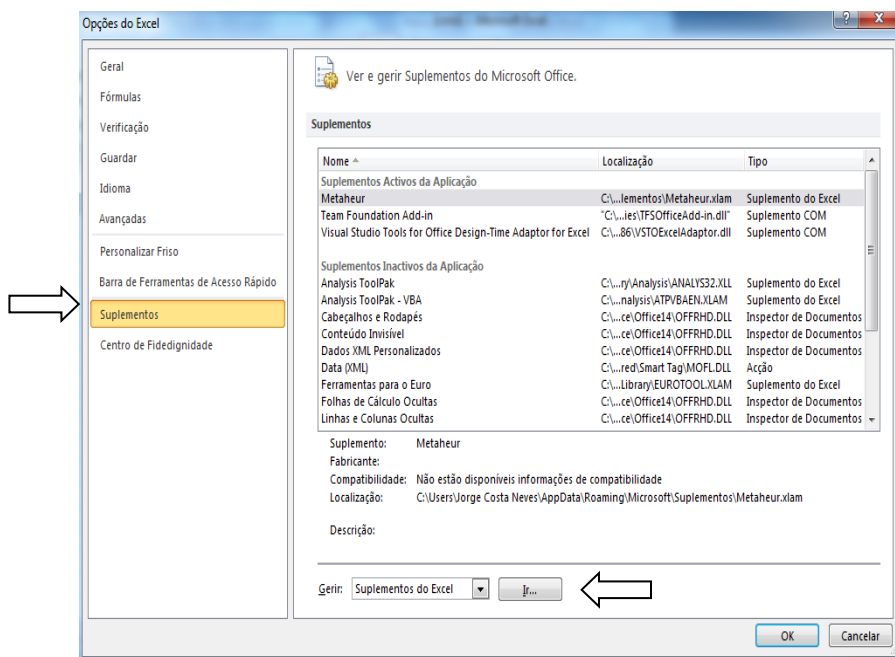 Opções do Excel
Geral
Fórmulas
Verificação
Guardar
Idioma
Avançadas
Personalizar Friso
Barra de Ferramentas de Acesso Rápido
Suplementos
Centro de Fidedignidade
Ver e gerir Suplementos do Microsoft Office.
Suplementos
Nome Localização Tipo
Suplementos Activos da Aplicação
Metaheur C:\...lementos\Metaheur.xlam Suplemento do Excel
Team Foundation Add-in "C:\...ies\TFSOfficeAdd-in.dll" Suplemento COM
Visual Studio Tools for Office Design-Time Adaptor for Excel C:\...86\VSTOExcelAdaptor.dll Suplemento COM
Suplementos Inactivos da Aplicação
Analysis ToolPak C:\...ry\Analysis\ANALYS32.XLL Suplemento do Excel
Analysis ToolPak - VBA C:\...nalysis\ATPVBAEN.XLAM Suplemento do Excel
Cabeçalhos e Rodapés C:\...ce\Office14\OFFRHD.DLL Inspector de Documentos
Conteúdo Invisível C:\...ce\Office14\OFFRHD.DLL Inspector de Documentos
Dados XML Personalizados C:\...ce\Office14\OFFRHD.DLL Inspector de Documentos
Data (XML) C:\...red\Smart Tag\MOFL.DLL Acção
Ferramentas para o Euro C:\...Library\EUROTOOL.XLAM Suplemento do Excel
Folhas de Cálculo Ocultas C:\...ce\Office14\OFFRHD.DLL Inspector de Documentos
Linhas e Colunas Ocultas C:\...ce\Office14\OFFRHD.DLL Inspector de Documentos
Suplemento: Metaheur
Fabricante:
Compatibilidade: Não estão disponíveis informações de compatibilidade
Localização: C:\Users\Jorge Costa Neves\AppData\Roaming\Microsoft\Suplementos\Metaheur.xlam
Descrição:
Gerir: Suplementos do Excel Ir...
OK Cancelar